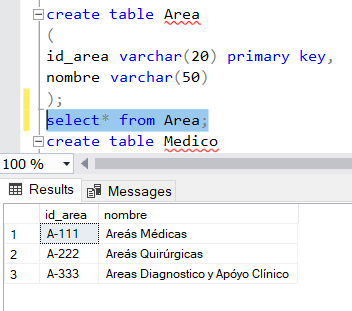 create table Area
(
id_area varchar(20) primary key,
nombre varchar(50)
);
select* from Area;
create table Medico
100 %
Results Messages
id_area nombre
1 A-111 Areás Médicas
2 A-222 Areás Quirúrgicas
3 A-333 Areas Diagnostico y Apóyo Clínico